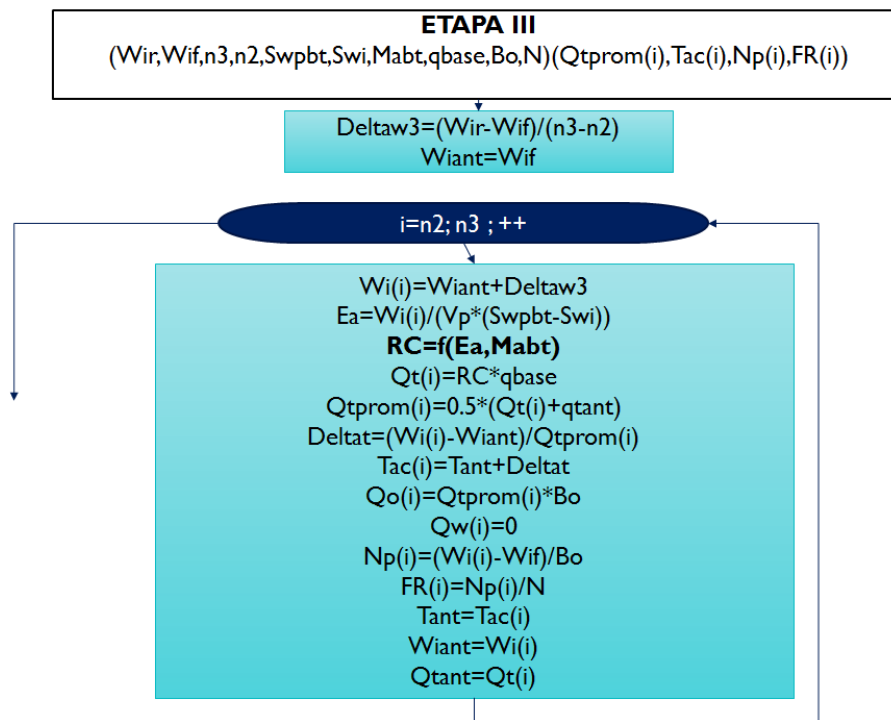 ETAPA III
(Wir,Wif,n3,n2,Swpbt,Swi,Mabt,qbase,Bo,N)(Qtprom(i),Tac(i),Np(i),FR(i))
Deltaw3=(Wir-Wif)/(n3-n2)
Wiant=Wif
i=n2; n3 ; ++
Wi(i)=Wiant+Deltaw3
Ea=Wi(i)/(Vp*(Swpbt-Swi))
RC=f(Ea,Mabt)
Qt(i)=RC*qbase
Qtprom(i)=0.5*(Qt(i)+qtant)
Deltat=(Wi(i)-Wiant)/Qtprom(i)
Tac(i)=Tant+Deltat
Qo(i)=Qtprom(i)*Bo
Qw(i)=0
Np(i)=(Wi(i)-Wif)/Bo
FR(i)=Np(i)/N
Tant=Tac(i)
Wiant=Wi(i)
Qtant=Qt(i)